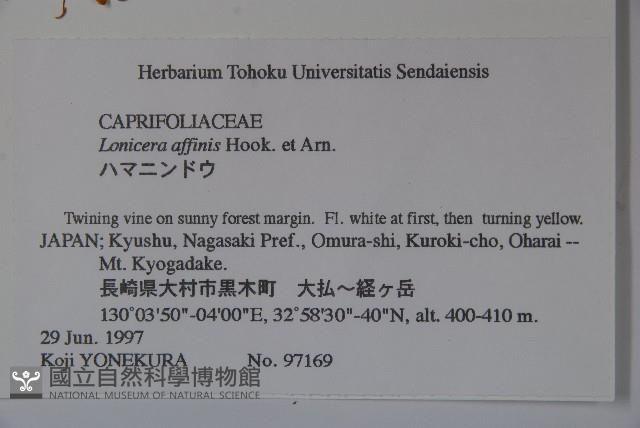 Herbarium Tohoku Universitatis Sendaiensis
CAPRIFOLIACEAE
Lonicera affinis Hook. et Arn.
ハマニンドウ
Twining vine on sunny forest margin. Fl. white at first, then turning yellow.
JAPAN; Kyushu, Nagasaki Pref., Omura-shi, Kuroki-cho, Oharai --
Mt. Kyogadake.
長崎県大村市黒木町 大払～経ヶ岳
130°03'50"-04'00"E, 32°58'30"-40"N, alt. 400-410 m.
29 Jun. 1997
Koji YONEKURA No. 97169
國立自然科學博物館
NATIONAL MUSEUM OF NATURAL SCIENCE